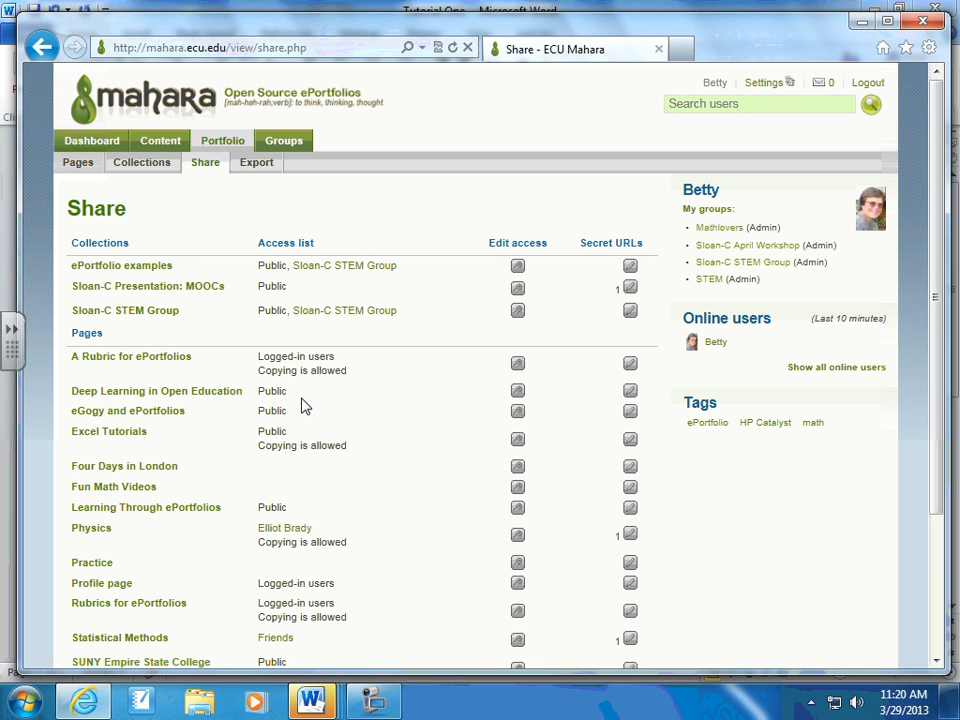 Tutorial One - Microsoft Word
http://mahara.ecu.edu/view/share.php
Share - ECU Mahara
mahara
Open Source ePortfolios
[mah-hah-rah;verb]: to think, thinking, thought
Betty | Settings | 0 | Logout
Search users
Dashboard Content Portfolio Groups
Pages Collections Share Export
Share
Collections Access list Edit access Secret URLs
ePortfolio examples Public, Sloan-C STEM Group
Sloan-C Presentation: MOOCs Public 1
Sloan-C STEM Group Public, Sloan-C STEM Group
Pages
A Rubric for ePortfolios Logged-in users
Copying is allowed
Deep Learning in Open Education Public
eGogy and ePortfolios Public
Excel Tutorials Public
Copying is allowed
Four Days in London
Fun Math Videos
Learning Through ePortfolios Public
Physics Elliot Brady
Copying is allowed 1
Practice
Profile page Logged-in users
Rubrics for ePortfolios Logged-in users
Copying is allowed
Statistical Methods Friends 1
SUNY Empire State College Public
Betty
My groups:
Mathlovers (Admin)
Sloan-C April Workshop (Admin)
Sloan-C STEM Group (Admin)
STEM (Admin)
Online users (Last 10 minutes)
Betty
Show all online users
Tags
ePortfolio HP Catalyst math
11:20 AM
3/29/2013